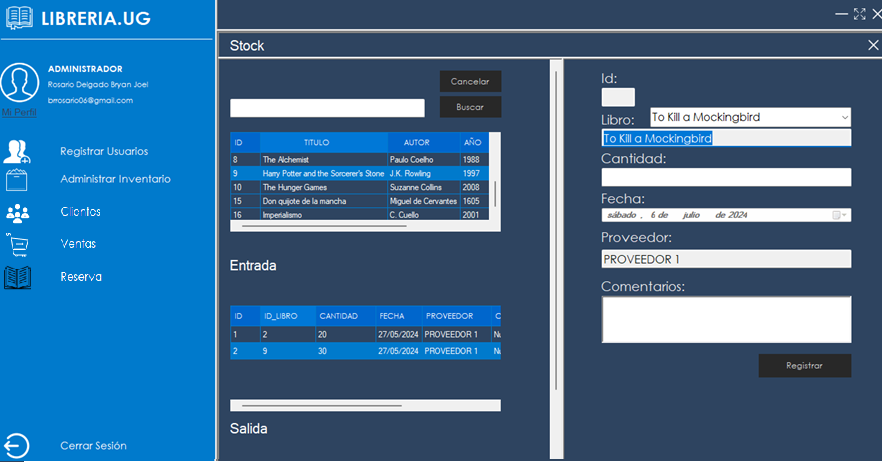 LIBRERIA.UG
ADMINISTRADOR
Rosario Delgado Bryan Joel
brrosario06@gmail.com
Mi Perfil
Registrar Usuarios
Administrar Inventario
Clientes
Ventas
Reserva
Cerrar Sesión
Stock
Cancelar
Buscar
ID TITULO AUTOR AÑO
8 The Alchemist Paulo Coelho 1988
9 Harry Potter and the Sorcerer's Stone J.K. Rowling 1997
10 The Hunger Games Suzanne Collins 2008
15 Don quijote de la mancha Miguel de Cervantes 1605
16 Imperialismo C. Cuello 2001
Entrada
ID ID_LIBRO CANTIDAD FECHA PROVEEDOR C
1 2 20 27/05/2024 PROVEEDOR 1
2 9 30 27/05/2024 PROVEEDOR 1
Salida
Id:
Libro: To Kill a Mockingbird
To Kill a Mockingbird
Cantidad:
Fecha:
sábado , 6 de julio de 2024
Proveedor:
PROVEEDOR 1
Comentarios:
Registrar